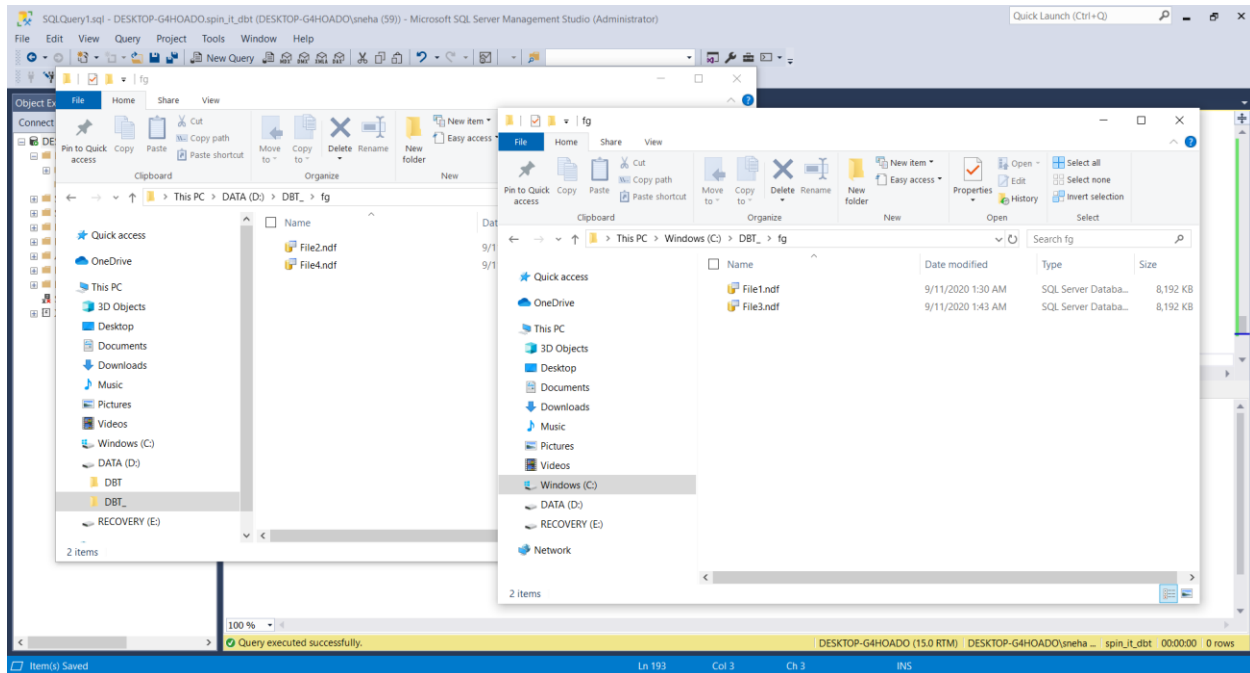 SQLQuery1.sql - DESKTOP-G4HOADO.spin_it_dbt (DESKTOP-G4HOADO\sneha (59)) - Microsoft SQL Server Management Studio (Administrator)
Quick Launch (Ctrl+Q)
File Edit View Query Project Tools Window Help
New Query
fg
Object Ex
Connect
DE
File Home Share View
Pin to Quick access
Copy
Paste
Cut
Copy path
Paste shortcut
Move to
Copy to
Delete
Rename
New folder
New item
Easy access
Clipboard Organize New
This PC > DATA (D:) > DBT_ > fg
Name Dat
File2.ndf 9/1
File4.ndf 9/1
Quick access
OneDrive
This PC
3D Objects
Desktop
Documents
Downloads
Music
Pictures
Videos
Windows (C:)
DATA (D:)
DBT
DBT_
RECOVERY (E:)
2 items
fg
File Home Share View
Pin to Quick access
Copy
Paste
Cut
Copy path
Paste shortcut
Move to
Copy to
Delete
Rename
New folder
New item
Easy access
Properties
Open
Edit
History
Select all
Select none
Invert selection
Clipboard Organize New Open Select
This PC > Windows (C:) > DBT_ > fg
Search fg
Name Date modified Type Size
File1.ndf 9/11/2020 1:30 AM SQL Server Databa... 8,192 KB
File3.ndf 9/11/2020 1:43 AM SQL Server Databa... 8,192 KB
Quick access
OneDrive
This PC
3D Objects
Desktop
Documents
Downloads
Music
Pictures
Videos
Windows (C:)
DATA (D:)
RECOVERY (E:)
Network
2 items
100 %
Query executed successfully.
DESKTOP-G4HOADO (15.0 RTM) DESKTOP-G4HOADO\sneha ... spin_it_dbt 00:00:00 0 rows
Item(s) Saved Ln 193 Col 3 Ch 3 INS